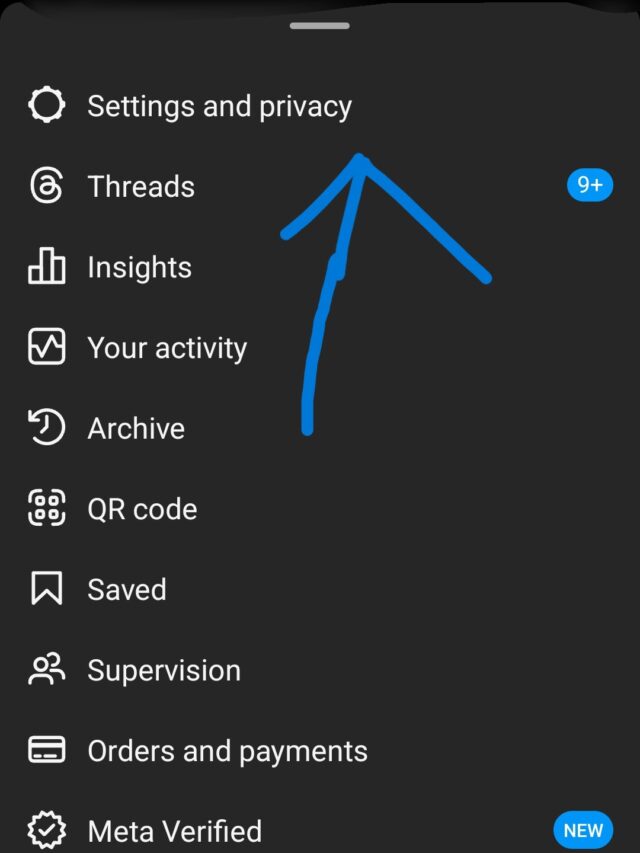 Settings and privacy
Threads
9+
Insights
Your activity
Archive
QR code
Saved
Supervision
Orders and payments
Meta Verified
NEW